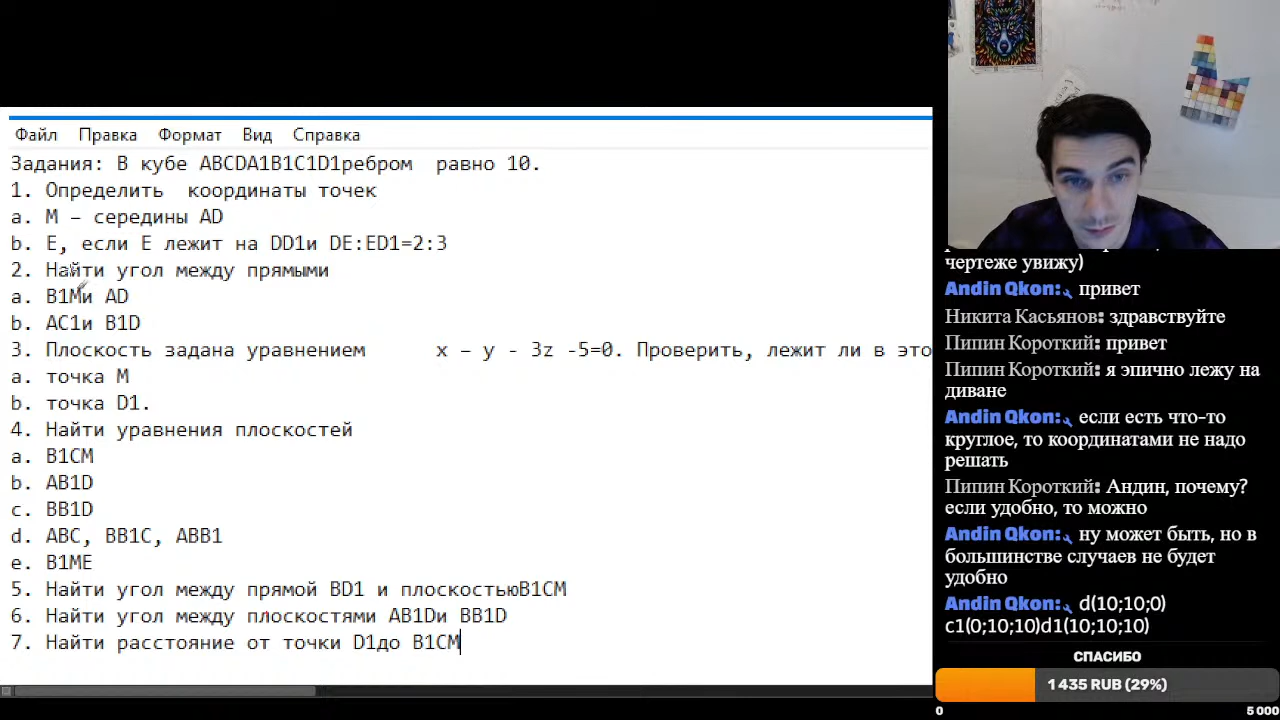 Файл Правка Формат Вид Справка
Задания: В кубе ABCDA1B1C1D1ребром равно 10.
1. Определить координаты точек
a. М – середины AD
b. Е, если Е лежит на DD1и DE:ED1=2:3
2. Найти угол между прямыми
a. B1Mи AD
b. AC1и B1D
3. Плоскость задана уравнением x – y - 3z -5=0. Проверить, лежит ли в это
a. точка М
b. точка D1.
4. Найти уравнения плоскостей
a. B1CM
b. AB1D
c. BB1D
d. ABC, BB1C, ABB1
e. B1ME
5. Найти угол между прямой BD1 и плоскостьюB1CM
6. Найти угол между плоскостями AB1Dи BB1D
7. Найти расстояние от точки D1до B1CM
чертеже увижу)
Andin Qkon: привет
Никита Касьянов: здравствуйте
Пипин Короткий: привет
Пипин Короткий: я эпично лежу на
диване
Andin Qkon: если есть что-то
круглое, то координатами не надо
решать
Пипин Короткий: Андин, почему?
если удобно, то можно
Andin Qkon: ну может быть, но в
большинстве случаев не будет
удобно
Andin Qkon: d(10;10;0)
c1(0;10;10)d1(10;10;10)
СПАСИБО
1 435 RUB (29%)
0 5 000